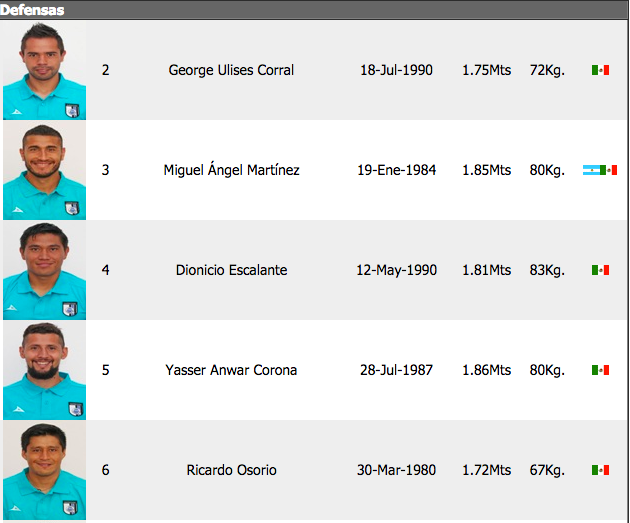 Defensas
2 George Ulises Corral 18-Jul-1990 1.75Mts 72Kg.
3 Miguel Ángel Martínez 19-Ene-1984 1.85Mts 80Kg.
4 Dionicio Escalante 12-May-1990 1.81Mts 83Kg.
5 Yasser Anwar Corona 28-Jul-1987 1.86Mts 80Kg.
6 Ricardo Osorio 30-Mar-1980 1.72Mts 67Kg.